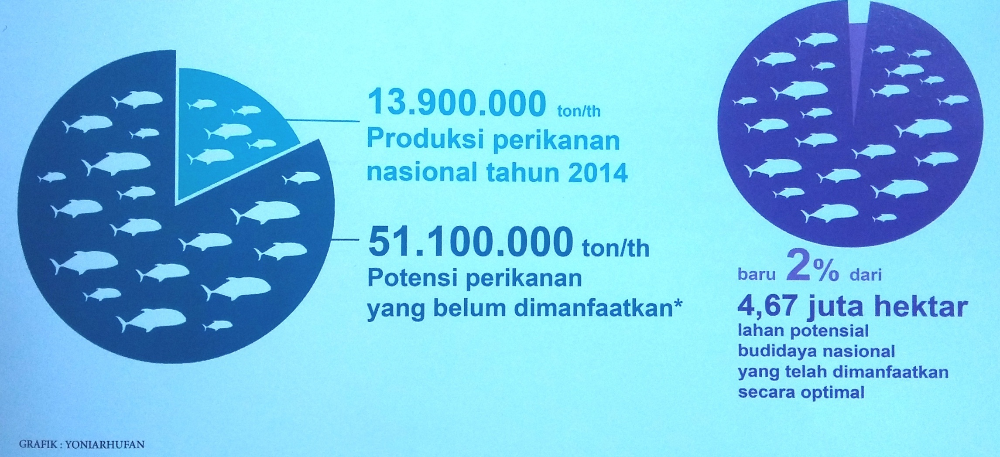 13.900.000 ton/th
Produksi perikanan
nasional tahun 2014
51.100.000 ton/th
Potensi perikanan
yang belum dimanfaatkan*
baru 2% dari
4,67 juta hektar
lahan potensial
budidaya nasional
yang telah dimanfaatkan
secara optimal
GRAFIK : YONIARHUFAN